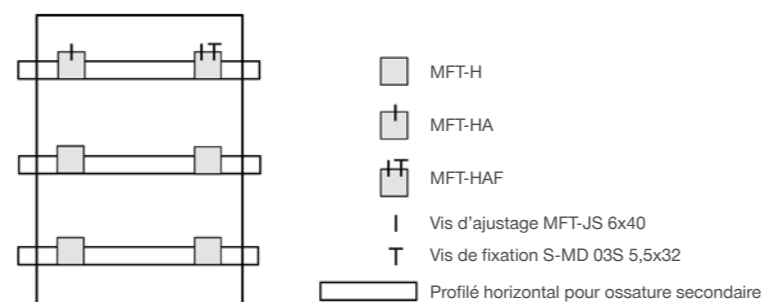 MFT-H
MFT-HA
MFT-HAF
Vis d’ajustage MFT-JS 6x40
Vis de fixation S-MD 03S 5,5x32
Profilé horizontal pour ossature secondaire